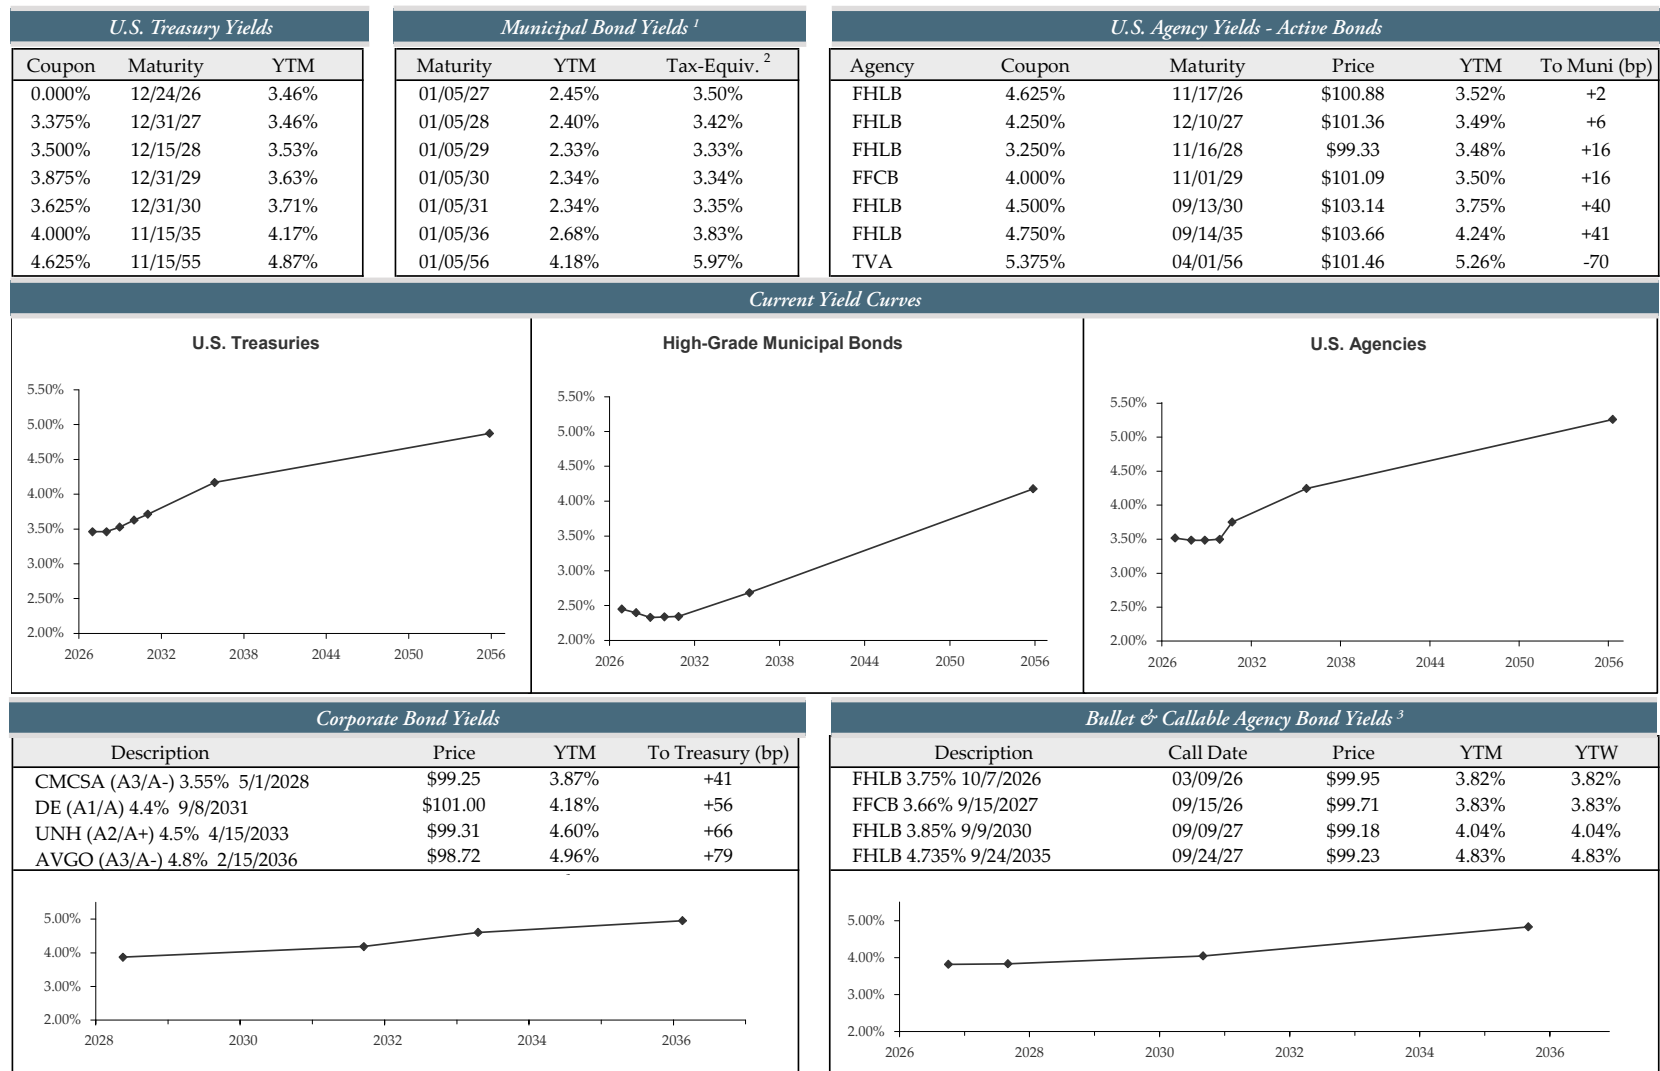 U.S. Treasury Yields
Coupon Maturity YTM
0.000% 12/24/26 3.46%
3.375% 12/31/27 3.46%
3.500% 12/15/28 3.53%
3.875% 12/31/29 3.63%
3.625% 12/31/30 3.71%
4.000% 11/15/35 4.17%
4.625% 11/15/55 4.87%
Municipal Bond Yields ¹
Maturity YTM Tax-Equiv. ²
01/05/27 2.45% 3.50%
01/05/28 2.40% 3.42%
01/05/29 2.33% 3.33%
01/05/30 2.34% 3.34%
01/05/31 2.34% 3.35%
01/05/36 2.68% 3.83%
01/05/56 4.18% 5.97%
U.S. Agency Yields - Active Bonds
Agency Coupon Maturity Price YTM To Muni (bp)
FHLB 4.625% 11/17/26 $100.88 3.52% +2
FHLB 4.250% 12/10/27 $101.36 3.49% +6
FHLB 3.250% 11/16/28 $99.33 3.48% +16
FFCB 4.000% 11/01/29 $101.09 3.50% +16
FHLB 4.500% 09/13/30 $103.14 3.75% +40
FHLB 4.750% 09/14/35 $103.66 4.24% +41
TVA 5.375% 04/01/56 $101.46 5.26% -70
Current Yield Curves
U.S. Treasuries
5.50%
5.00%
4.50%
4.00%
3.50%
3.00%
2.50%
2.00%
2026 2032 2038 2044 2050 2056
High-Grade Municipal Bonds
5.50%
5.00%
4.50%
4.00%
3.50%
3.00%
2.50%
2.00%
2026 2032 2038 2044 2050 2056
U.S. Agencies
5.50%
5.00%
4.50%
4.00%
3.50%
3.00%
2.50%
2.00%
2026 2032 2038 2044 2050 2056
Corporate Bond Yields
Description Price YTM To Treasury (bp)
CMCSA (A3/A-) 3.55% 5/1/2028 $99.25 3.87% +41
DE (A1/A) 4.4% 9/8/2031 $101.00 4.18% +56
UNH (A2/A+) 4.5% 4/15/2033 $99.31 4.60% +66
AVGO (A3/A-) 4.8% 2/15/2036 $98.72 4.96% +79
5.00%
4.00%
3.00%
2.00%
2028 2030 2032 2034 2036
Bullet & Callable Agency Bond Yields ³
Description Call Date Price YTM YTW
FHLB 3.75% 10/7/2026 03/09/26 $99.95 3.82% 3.82%
FFCB 3.66% 9/15/2027 09/15/26 $99.71 3.83% 3.83%
FHLB 3.85% 9/9/2030 09/09/27 $99.18 4.04% 4.04%
FHLB 4.735% 9/24/2035 09/24/27 $99.23 4.83% 4.83%
5.00%
4.00%
3.00%
2.00%
2026 2028 2030 2032 2034 2036